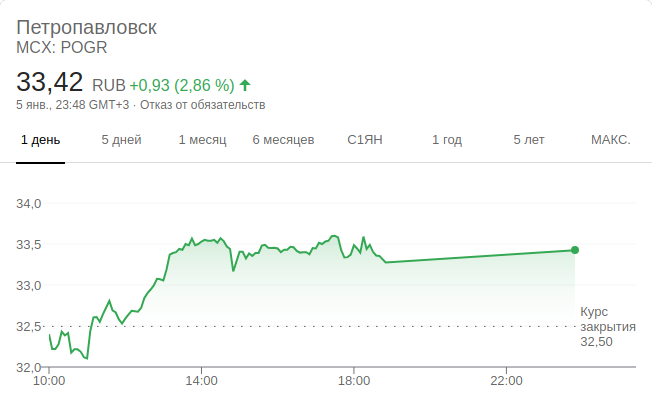 Петропавловск
MCX: POGR
33,42 RUB +0,93 (2,86 %)
5 янв., 23:48 GMT+3 · Отказ от обязательств
1 день 5 дней 1 месяц 6 месяцев С1ЯН 1 год 5 лет МАКС.
34,0
33,5
33,0
32,5
32,0
Курс
закрытия
32,50
10:00 14:00 18:00 22:00